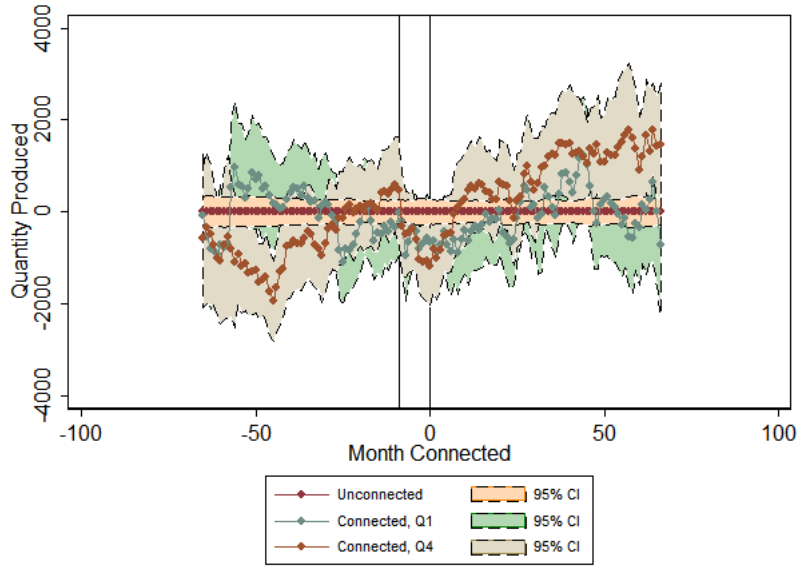 4000
2000
0
-2000
-4000
Quantity Produced
-100
-50
0
50
100
Month Connected
Unconnected
95% CI
Connected, Q1
95% CI
Connected, Q4
95% CI